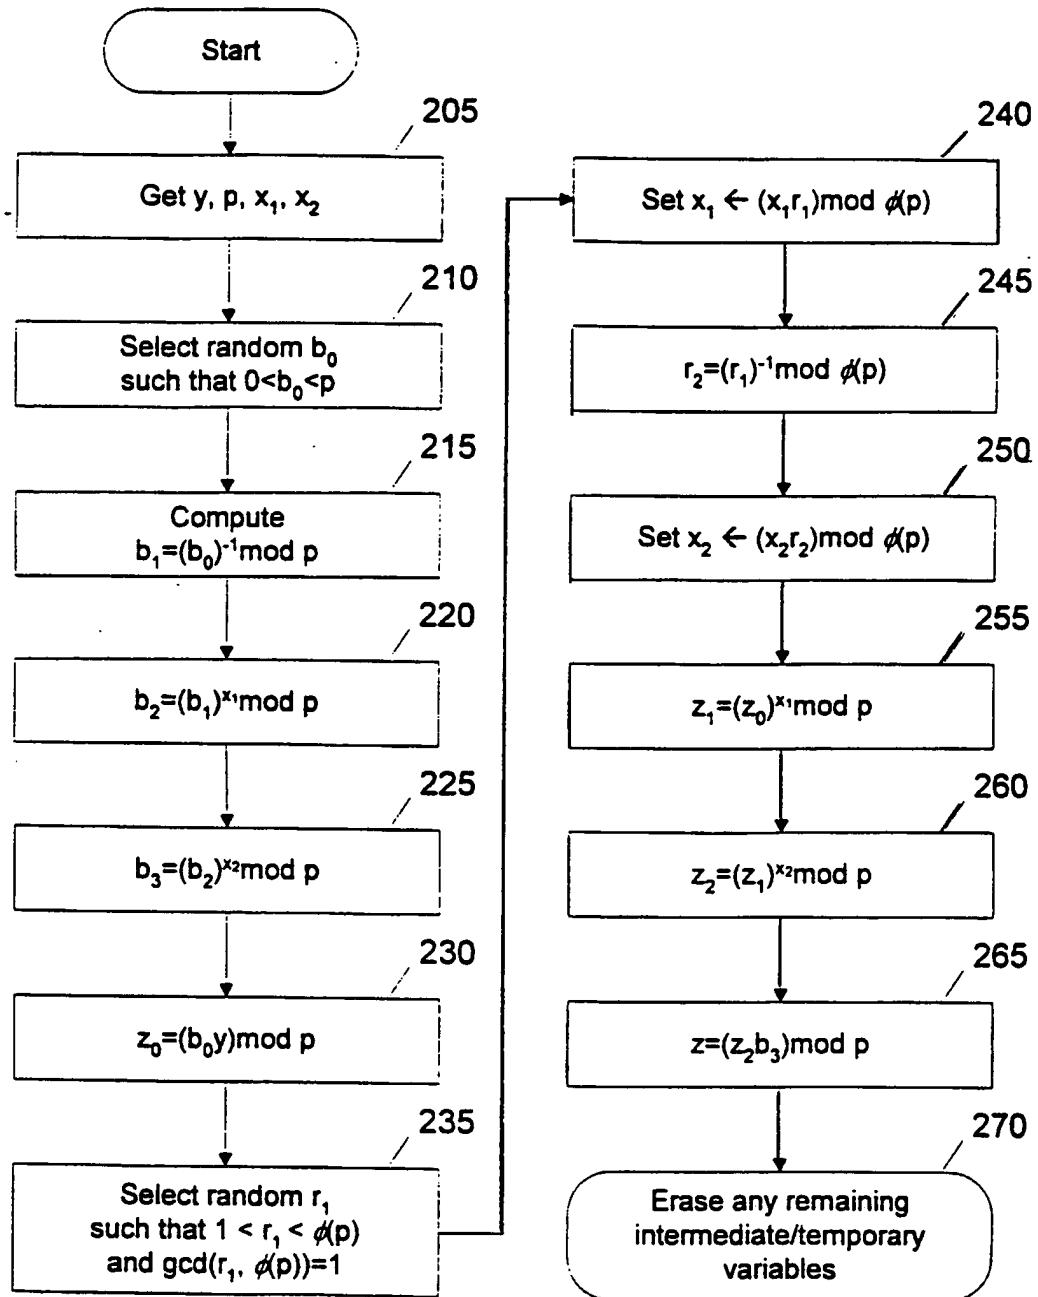 Start
205
Get y, p, x₁, x₂
210
Select random b₀
such that 0<b₀<p
215
Compute
b₁=(b₀)⁻¹mod p
220
b₂=(b₁)^x₁mod p
225
b₃=(b₂)^x₂mod p
230
z₀=(b₀y)mod p
235
Select random r₁
such that 1 < r₁ < ϕ(p)
and gcd(r₁, ϕ(p))=1
240
Set x₁ ← (x₁r₁)mod ϕ(p)
245
r₂=(r₁)⁻¹mod ϕ(p)
250
Set x₂ ← (x₂r₂)mod ϕ(p)
255
z₁=(z₀)^x₁mod p
260
z₂=(z₁)^x₂mod p
265
z=(z₂b₃)mod p
270
Erase any remaining
intermediate/temporary
variables